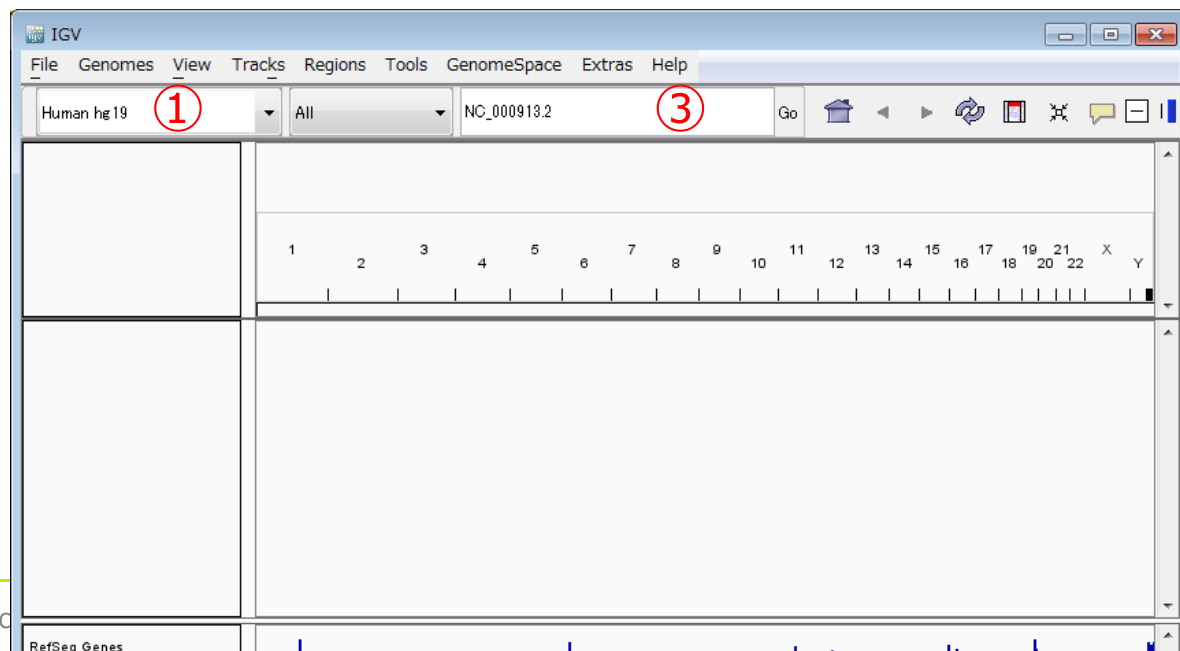 IGV
File Genomes View Tracks Regions Tools GenomeSpace Extras Help
Human hg19 ① All NC_000913.2 ③ Go
1 3 5 7 9 11 13 15 17 19 21 X
2 4 6 8 10 12 14 16 18 20 22 Y
RefSeq Genes